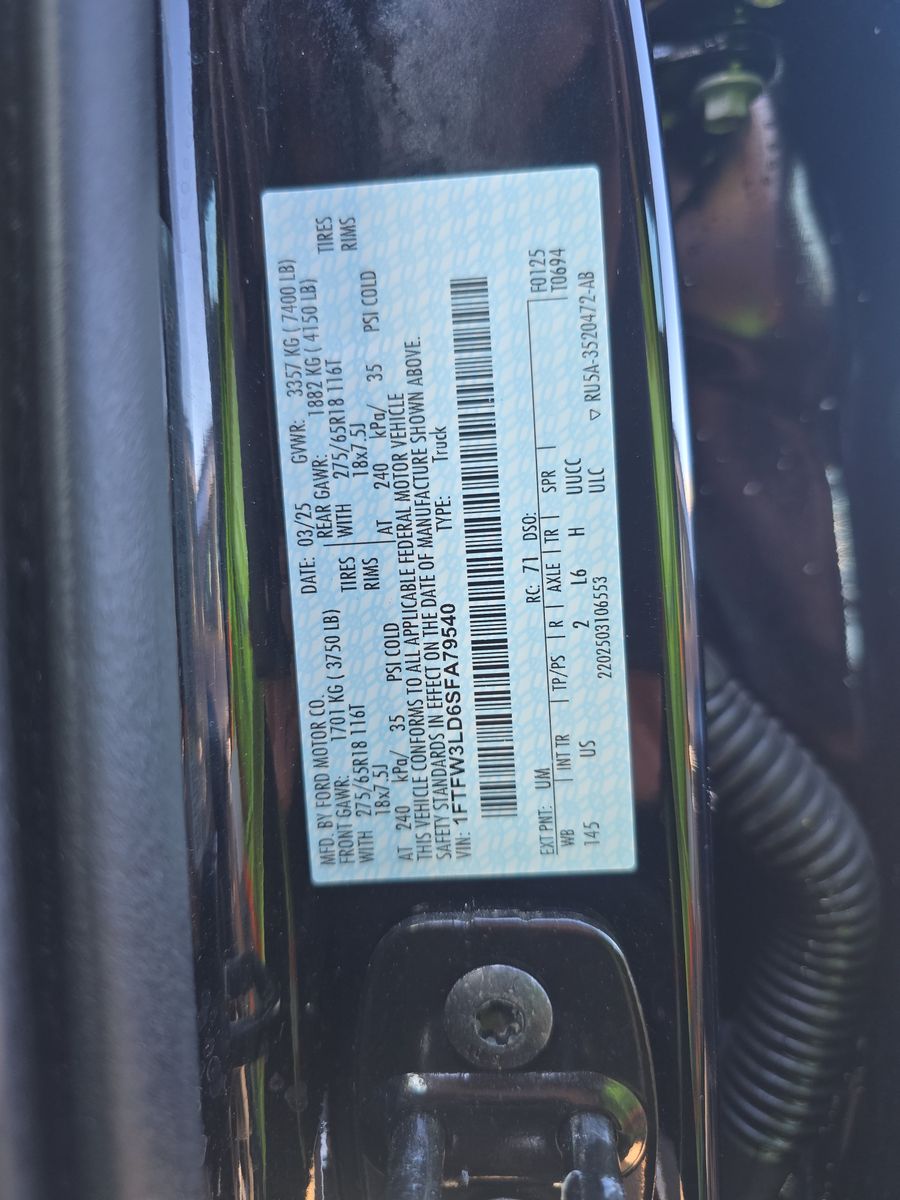 MFD. BY FORD MOTOR CO. DATE: 03/25 GVWR: 3357 KG ( 7400 LB)
FRONT GAWR: 1701 KG ( 3750 LB) REAR GAWR: 1882 KG ( 4150 LB)
WITH 275/65R18 116T TIRES WITH 275/65R18 116T TIRES
18x7.5J RIMS 18x7.5J RIMS
AT 240 kPa/ 35 PSI COLD AT 240 kPa/ 35 PSI COLD
THIS VEHICLE CONFORMS TO ALL APPLICABLE FEDERAL MOTOR VEHICLE
SAFETY STANDARDS IN EFFECT ON THE DATE OF MANUFACTURE SHOWN ABOVE.
VIN: 1FTFW3LD6SFA79540 TYPE: Truck
EXT PNT: UM RC: 71 DSO: F0125
WB INT TR TP/PS R AXLE TR SPR T0694
145 US 2 L6 H UUCC
2202503106553 ULC ▽ RU5A-3520472-AB